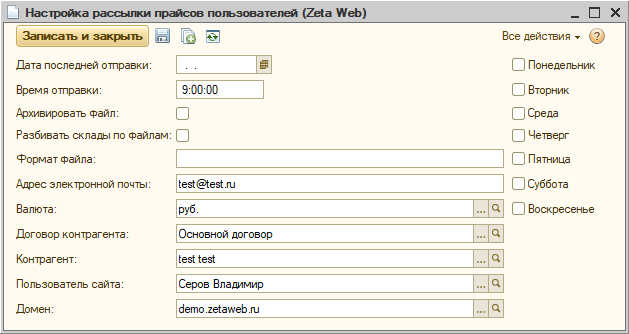 Настройка рассылки прайсов пользователей (Zeta Web)
Записать и закрыть Все действия ?
Дата последней отправки: . . Понедельник
Время отправки: 9:00:00 Вторник
Архивировать файл: Среда
Разбивать склады по файлам: Четверг
Формат файла: Пятница
Адрес электронной почты: test@test.ru Суббота
Валюта: руб. ... Воскресенье
Договор контрагента: Основной договор ...
Контрагент: test test ...
Пользователь сайта: Серов Владимир ...
Домен: demo.zetaweb.ru ...